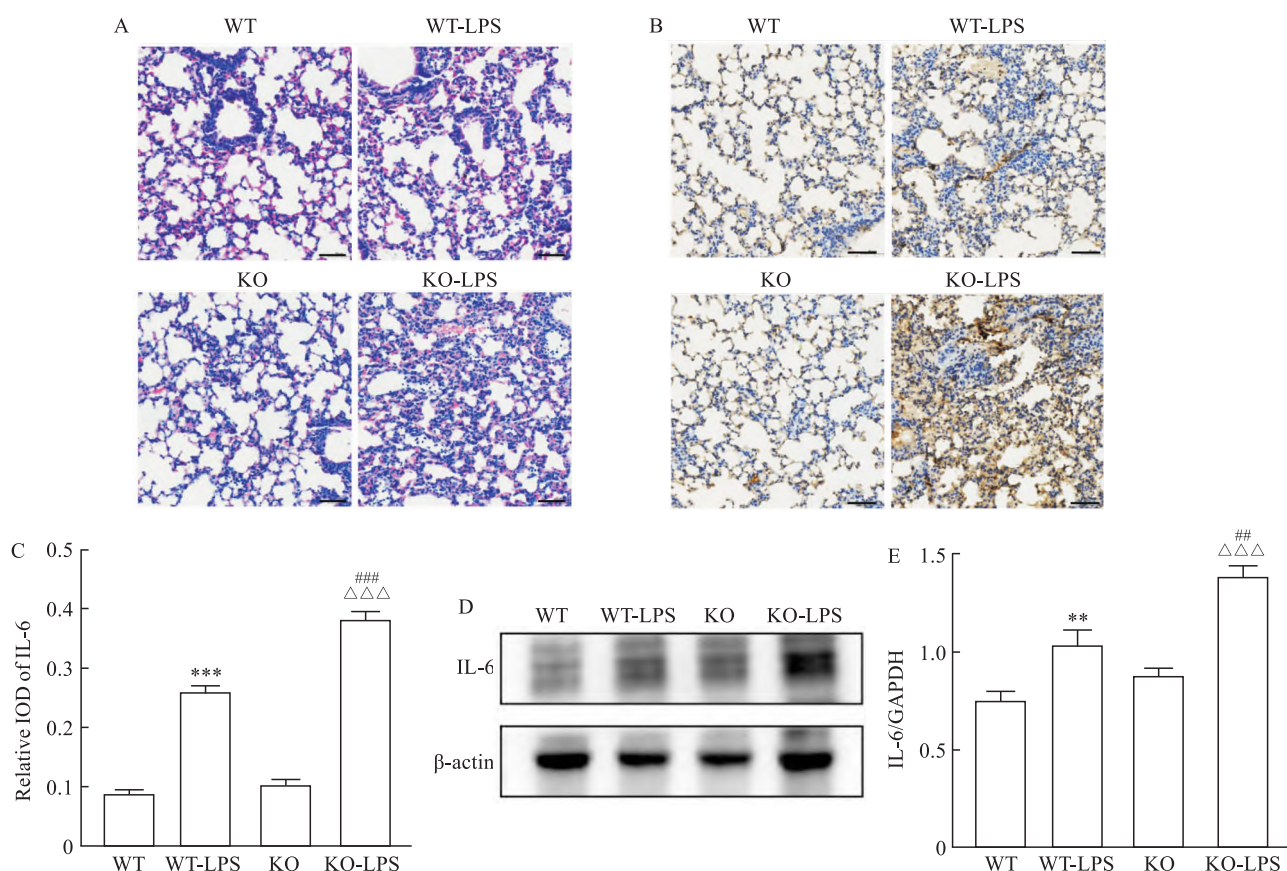 A
WT
WT-LPS
KO
KO-LPS
B
WT
WT-LPS
KO
KO-LPS
C
Relative IOD of IL-6
0.5
0.4
0.3
0.2
0.1
0
***
###
△△△
WT
WT-LPS
KO
KO-LPS
D
WT
WT-LPS
KO
KO-LPS
IL-6
β-actin
E
IL-6/GAPDH
1.5
1.0
0.5
0
**
##
△△△
WT
WT-LPS
KO
KO-LPS